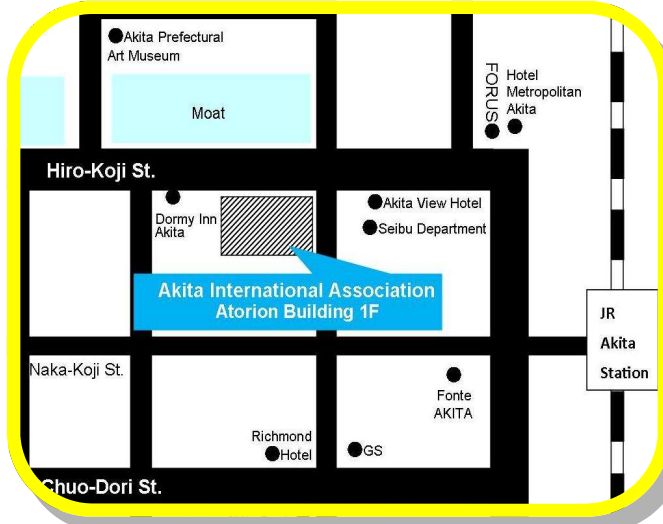 Akita Prefectural
Art Museum
Moat
FORUS
Hotel
Metropolitan
Akita
Hiro-Koji St.
Dormy Inn
Akita
Akita View Hotel
Seibu Department
Akita International Association
Atorion Building 1F
JR
Akita
Station
Naka-Koji St.
Fonte
AKITA
Richmond
Hotel
GS
Chuo-Dori St.